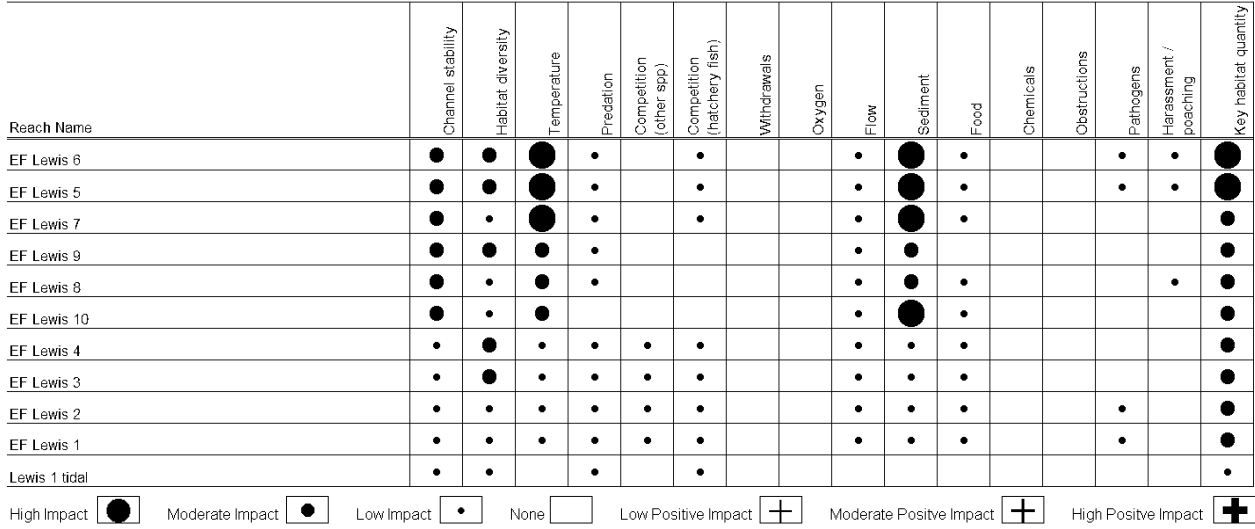 Reach Name
Channel stability
Habitat diversity
Temperature
Predation
Competition
(other spp)
Competition
(hatchery fish)
Withdrawals
Oxygen
Flow
Sediment
Food
Chemicals
Obstructions
Pathogens
Harassment /
poaching
Key habitat quantity
EF Lewis 6
EF Lewis 5
EF Lewis 7
EF Lewis 9
EF Lewis 8
EF Lewis 10
EF Lewis 4
EF Lewis 3
EF Lewis 2
EF Lewis 1
Lewis 1 tidal
High Impact Moderate Impact Low Impact None Low Positive Impact Moderate Positve Impact High Positve Impact